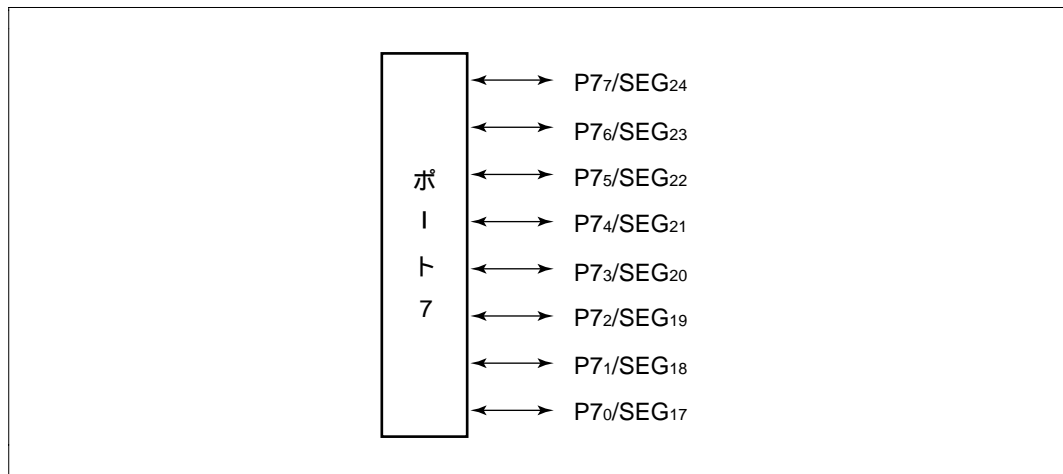 ポート7
P7₇/SEG₂₄
P7₆/SEG₂₃
P7₅/SEG₂₂
P7₄/SEG₂₁
P7₃/SEG₂₀
P7₂/SEG₁₉
P7₁/SEG₁₈
P7₀/SEG₁₇